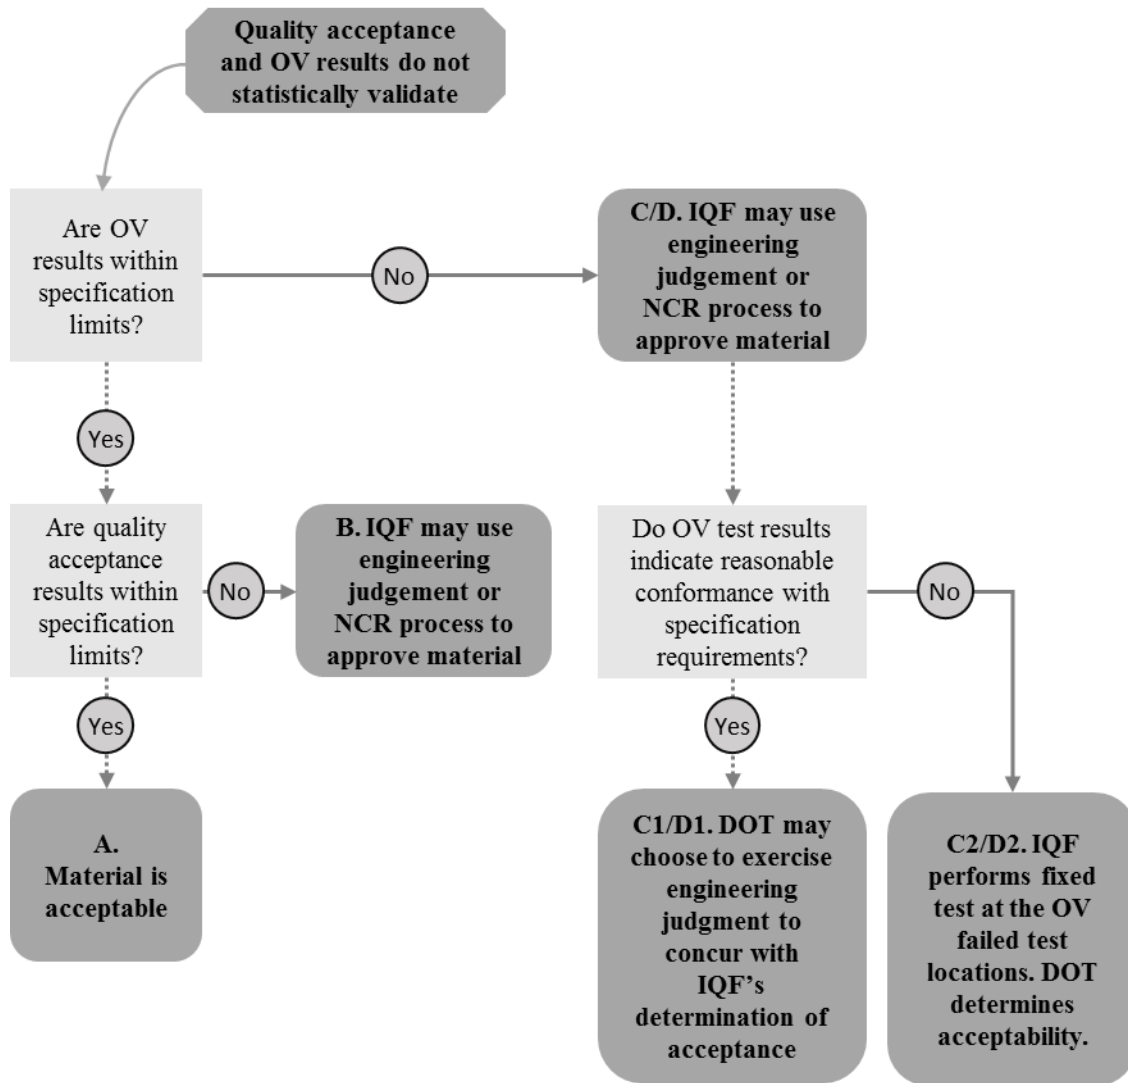 Quality acceptance
and OV results do not
statistically validate
Are OV
results within
specification
limits?
No
C/D. IQF may use
engineering
judgement or
NCR process to
approve material
Yes
Are quality
acceptance
results within
specification
limits?
No
B. IQF may use
engineering
judgement or
NCR process to
approve material
Do OV test results
indicate reasonable
conformance with
specification
requirements?
No
Yes
Yes
A.
Material is
acceptable
C1/D1. DOT may
choose to exercise
engineering
judgment to
concur with
IQF’s
determination of
acceptance
C2/D2. IQF
performs fixed
test at the OV
failed test
locations. DOT
determines
acceptability.